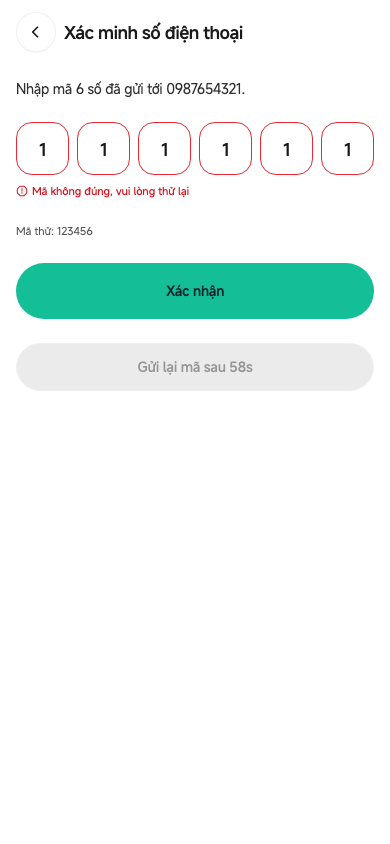 Xác minh số điện thoại
Nhập mã 6 số đã gửi tới 0987654321.
1 1 1 1 1 1
Mã không đúng, vui lòng thử lại
Mã thử: 123456
Xác nhận
Gửi lại mã sau 58s